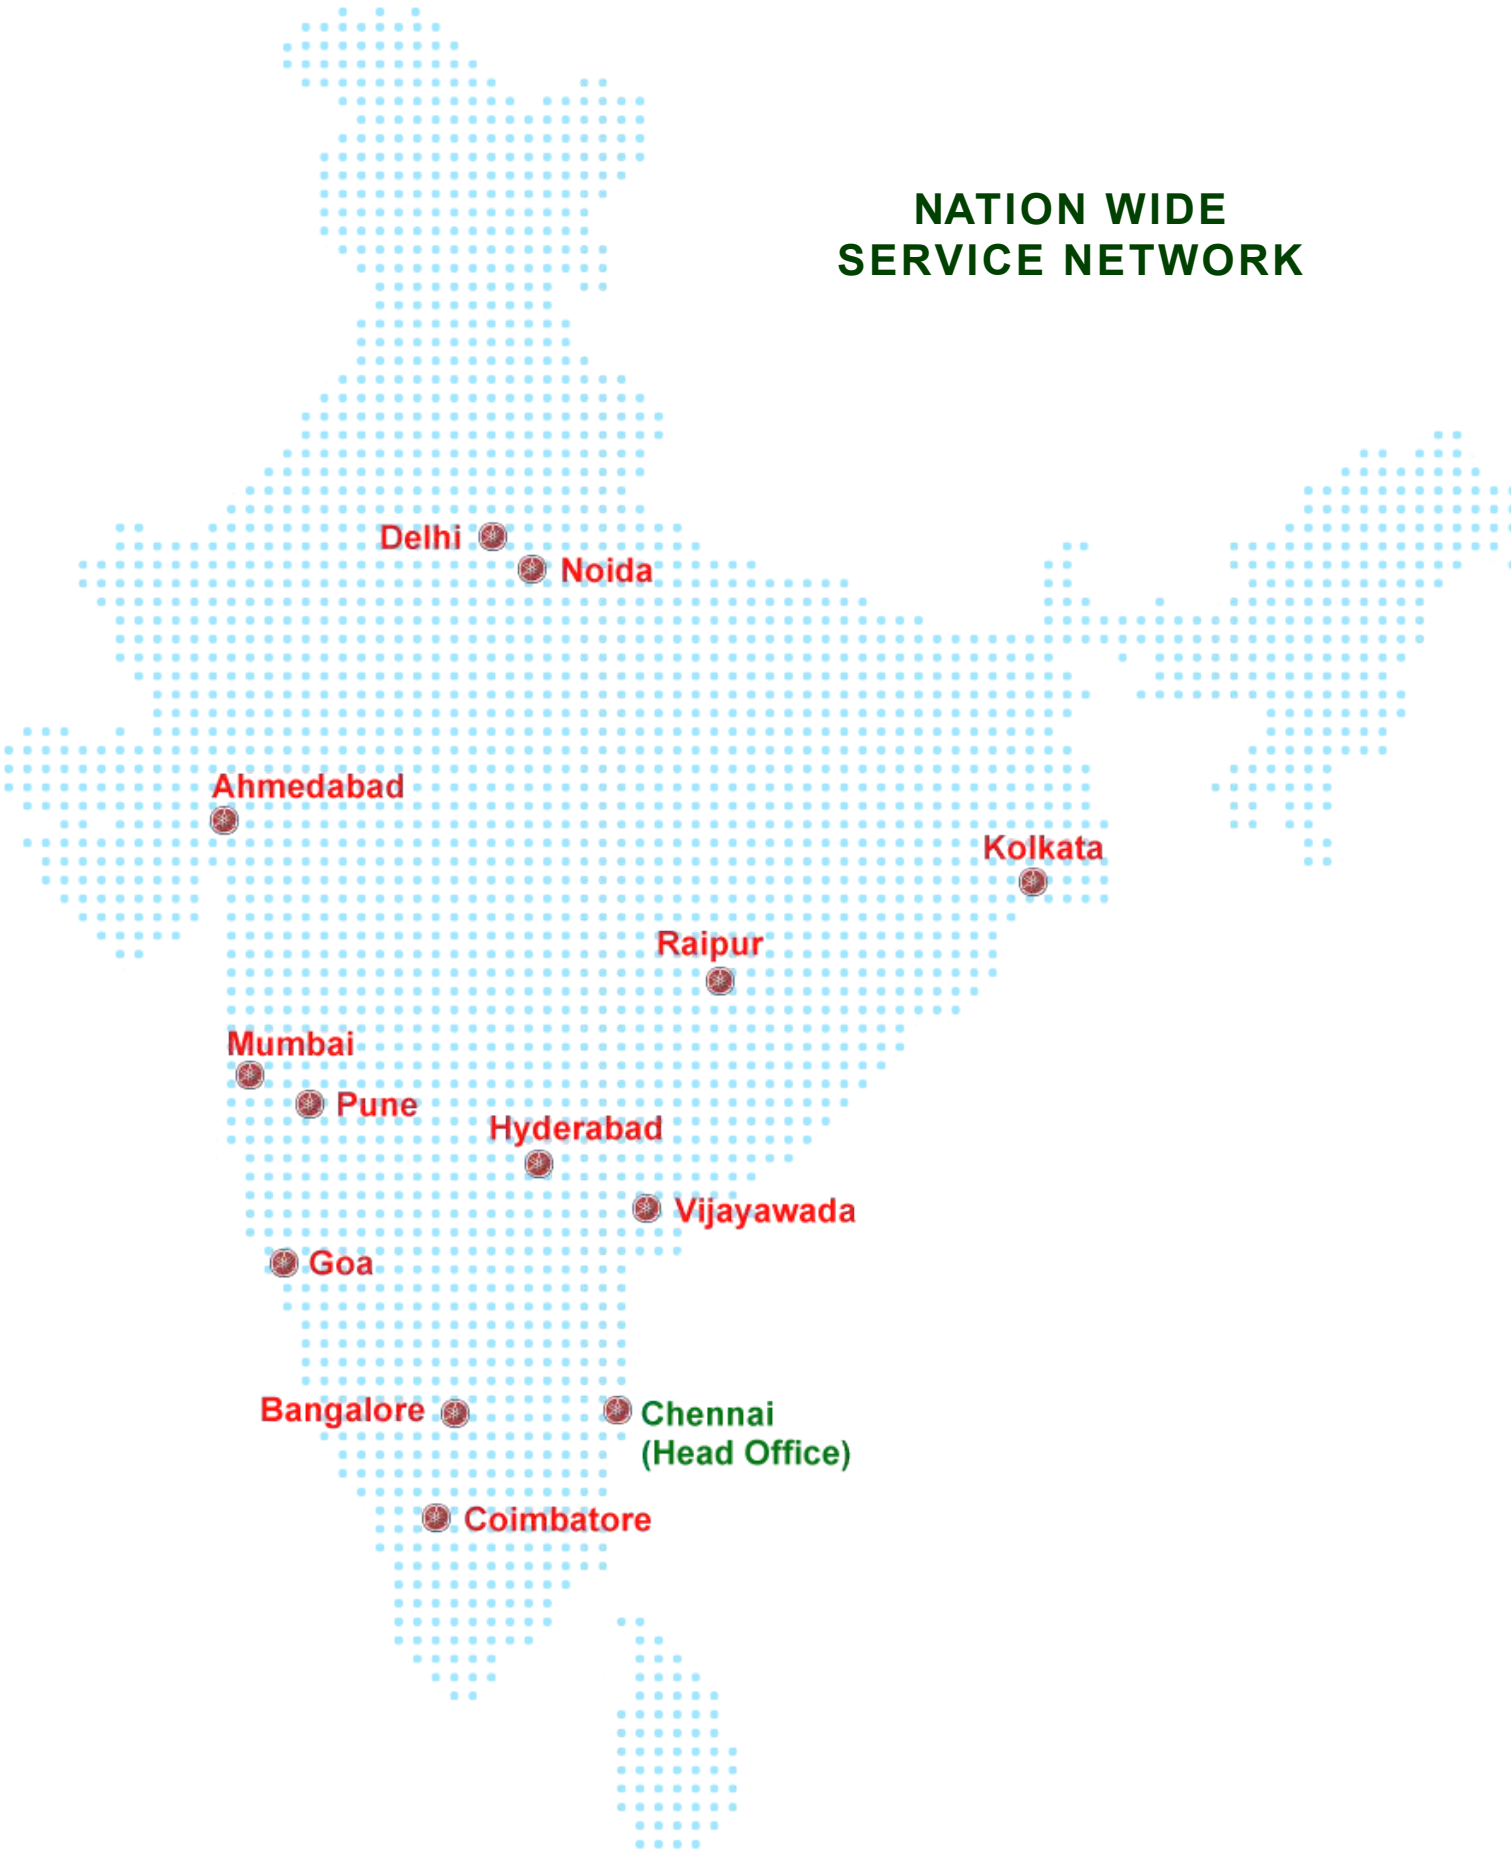 NATION WIDE
SERVICE NETWORK
Delhi
Noida
Ahmedabad
Kolkata
Raipur
Mumbai
Pune
Hyderabad
Vijayawada
Goa
Bangalore
Chennai
(Head Office)
Coimbatore